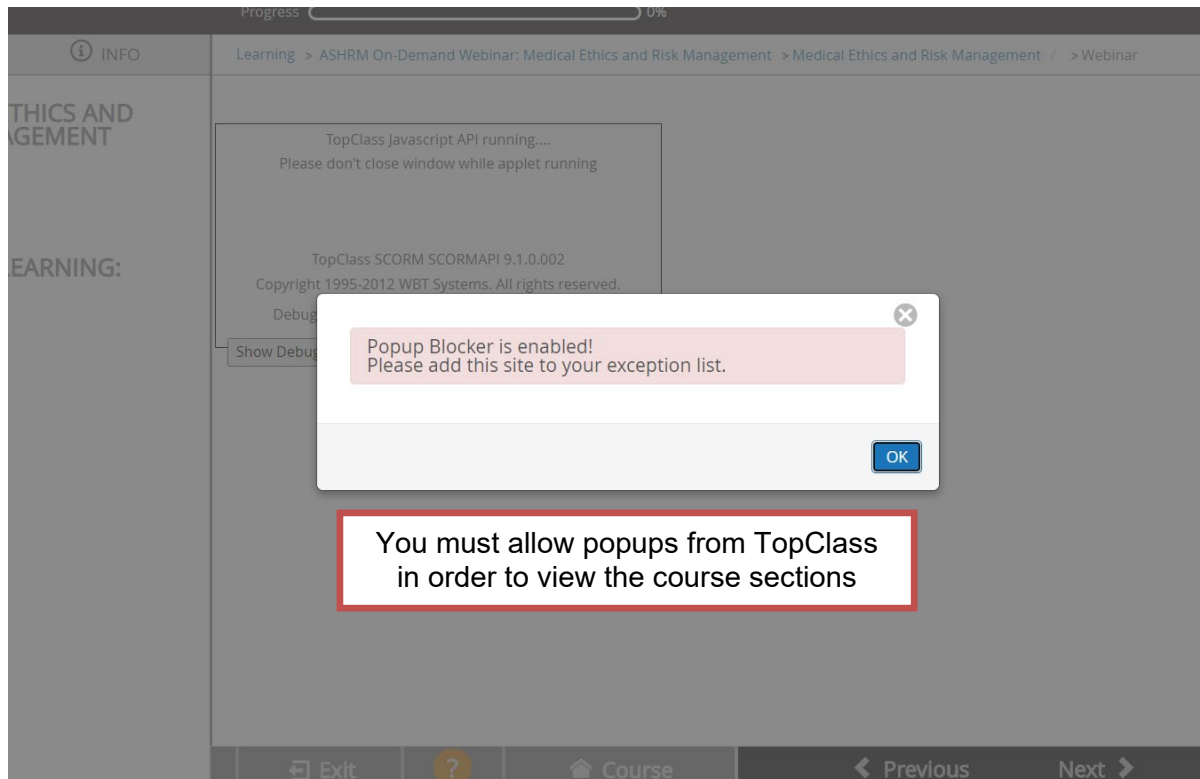 Progress 0%
INFO
Learning > ASHRM On-Demand Webinar: Medical Ethics and Risk Management > Medical Ethics and Risk Management / > Webinar
THICS AND
AGEMENT
EARNING:
TopClass Javascript API running....
Please don't close window while applet running
TopClass SCORM SCORMAPI 9.1.0.002
Copyright 1995-2012 WBT Systems. All rights reserved.
Debug
Show Debug
Popup Blocker is enabled!
Please add this site to your exception list.
OK
You must allow popups from TopClass
in order to view the course sections
Exit ? Course Previous Next